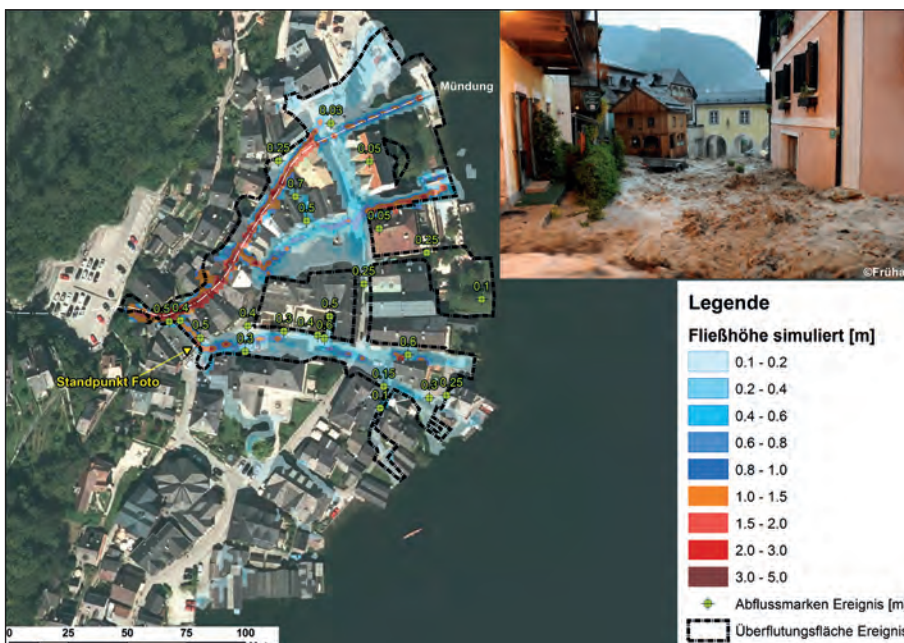 Mündung
0.03
0.25
0.05
0.7
0.5
0.05
0.25
0.25
0.1
0.5 0.4
0.5
0.4
0.5
0.3
0.4 0.6
0.3
0.6
Standpunkt Foto
0.15
0.1
0.3 0.25
0 25 50 100
©Früha
Legende
Fließhöhe simuliert [m]
0.1 - 0.2
0.2 - 0.4
0.4 - 0.6
0.6 - 0.8
0.8 - 1.0
1.0 - 1.5
1.5 - 2.0
2.0 - 3.0
3.0 - 5.0
Abflussmarken Ereignis [m]
Überflutungsfläche Ereignis